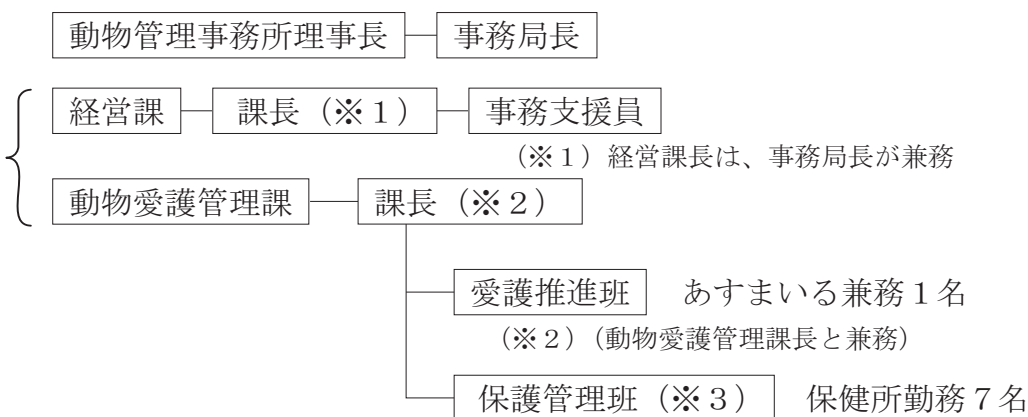 動物管理事務所理事長 事務局長
経営課 課長（※１） 事務支援員
（※１）経営課長は、事務局長が兼務
動物愛護管理課 課長（※２）
愛護推進班 あすまいる兼務１名
（※２）（動物愛護管理課長と兼務）
保護管理班（※３） 保健所勤務７名